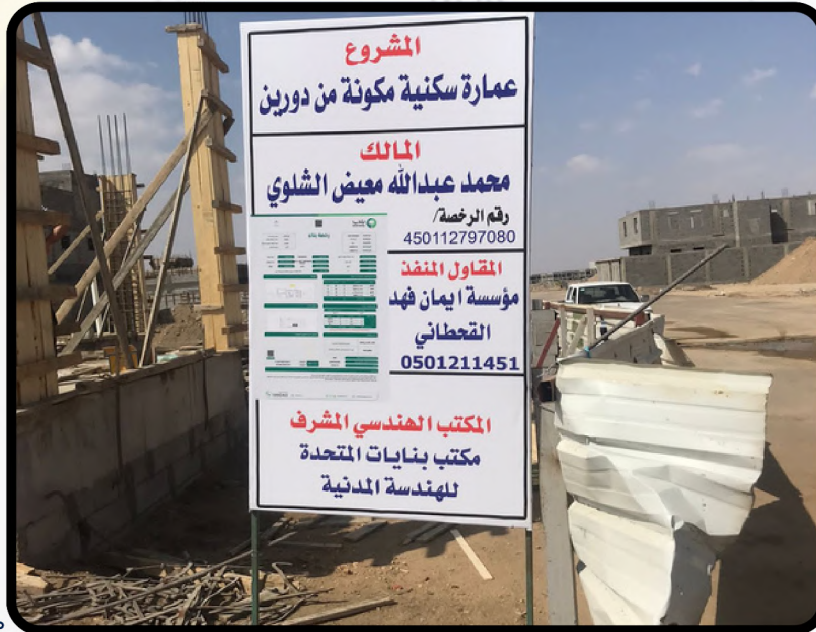 المشروع
عمارة سكنية مكونة من دورين
المالك
محمد عبدالله معيض الشلوي
رقم الرخصة/
450112797080
المقاول المنفذ
مؤسسة ايمان فهد
القحطاني
0501211451
المكتب الهندسي المشرف
مكتب بنايات المتحدة
للهندسة المدنية